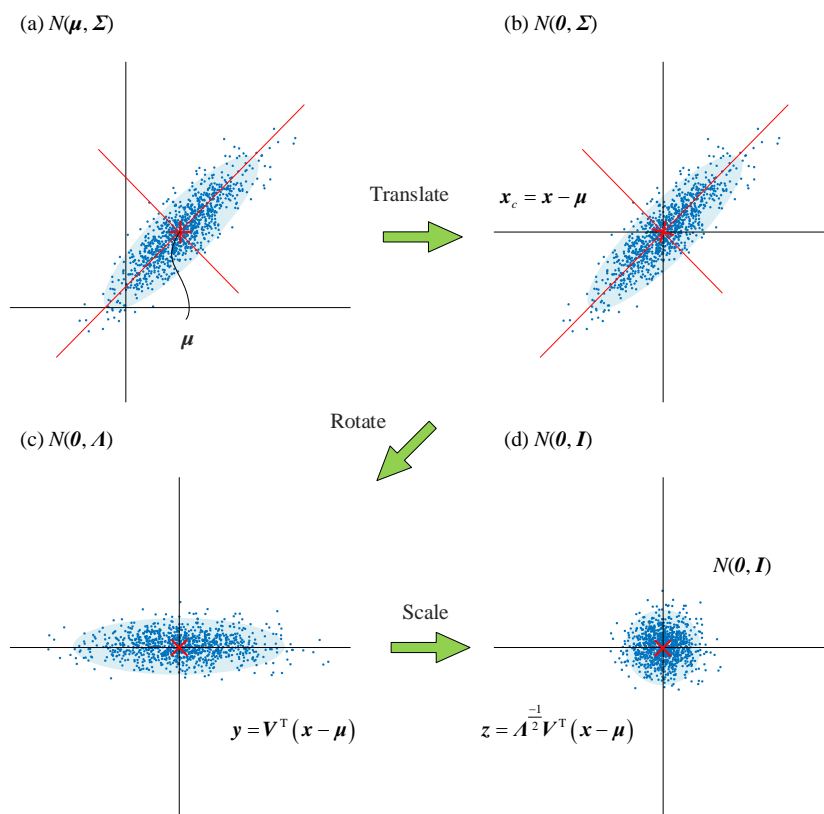 (a) N(μ, Σ)
(b) N(0, Σ)
Translate
x_c = x − μ
μ
Rotate
(c) N(0, Λ)
(d) N(0, I)
N(0, I)
Scale
y = V^T (x − μ)
z = Λ^(-1/2) V^T (x − μ)